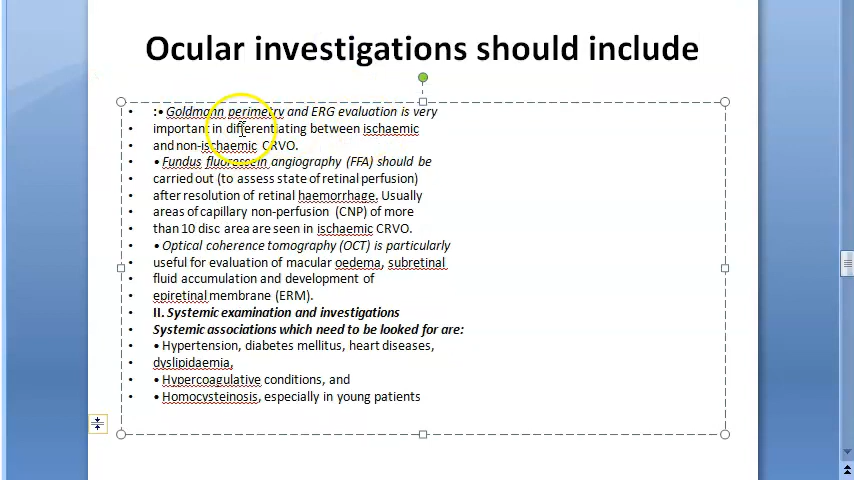 Ocular investigations should include
• :• Goldmann perimetry and ERG evaluation is very
• important in differentiating between ischaemic
• and non-ischaemic CRVO.
• • Fundus fluorescein angiography (FFA) should be
• carried out (to assess state of retinal perfusion)
• after resolution of retinal haemorrhage. Usually
• areas of capillary non-perfusion (CNP) of more
• than 10 disc area are seen in ischaemic CRVO.
• • Optical coherence tomography (OCT) is particularly
• useful for evaluation of macular oedema, subretinal
• fluid accumulation and development of
• epiretinal membrane (ERM).
• II. Systemic examination and investigations
• Systemic associations which need to be looked for are:
• • Hypertension, diabetes mellitus, heart diseases,
• dyslipidaemia,
• • Hypercoagulative conditions, and
• • Homocysteinosis, especially in young patients